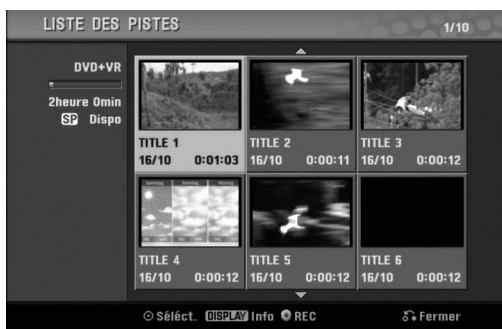 LISTE DES PISTES 1/10
DVD+VR
2heure 0min
SP Dispo
TITLE 1
16/10 0:01:03
TITLE 2
16/10 0:00:11
TITLE 3
16/10 0:00:12
TITLE 4
16/10 0:00:12
TITLE 5
16/10 0:00:12
TITLE 6
16/10 0:00:12
Séléct. DISPLAY Info REC Fermer